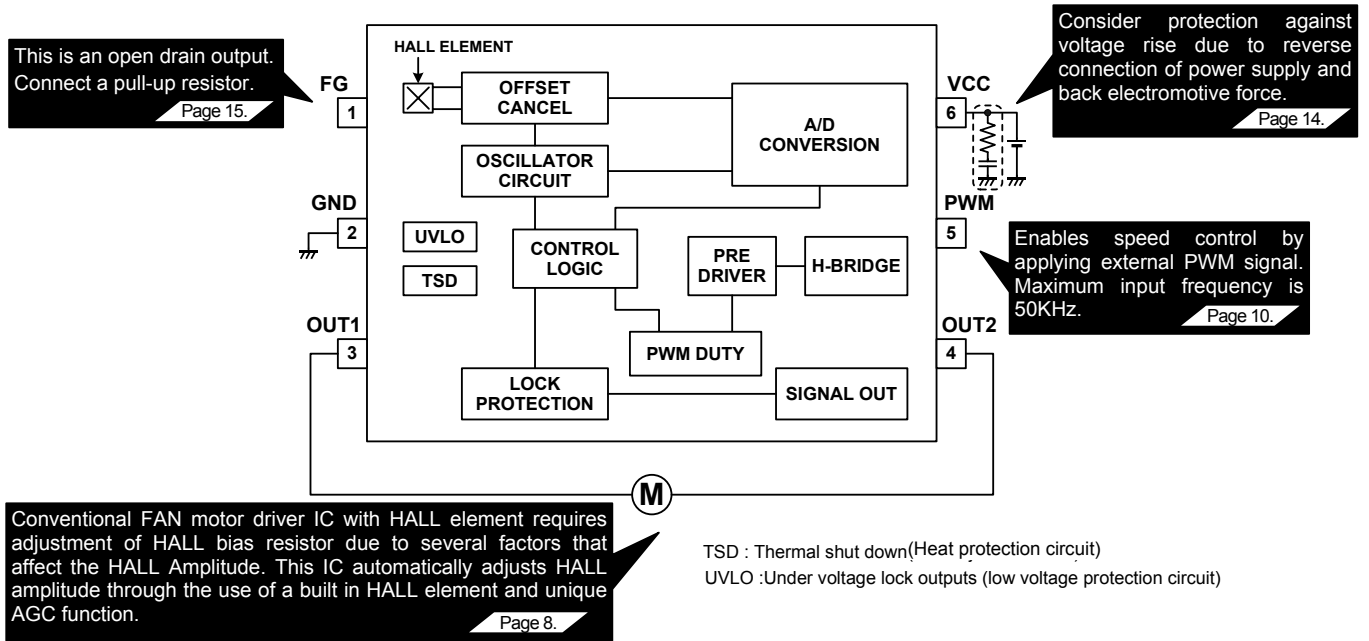 This is an open drain output.
Connect a pull-up resistor.
Page 15.
HALL ELEMENT
Consider protection against
voltage rise due to reverse
connection of power supply and
back electromotive force.
Page 14.
FG
1
OFFSET
CANCEL
A/D
CONVERSION
VCC
6
OSCILLATOR
CIRCUIT
GND
2
UVLO
TSD
CONTROL
LOGIC
PRE
DRIVER
H-BRIDGE
PWM
5
Enables speed control by
applying external PWM signal.
Maximum input frequency is
50KHz.
Page 10.
OUT1
3
PWM DUTY
OUT2
4
LOCK
PROTECTION
SIGNAL OUT
M
Conventional FAN motor driver IC with HALL element requires
adjustment of HALL bias resistor due to several factors that
affect the HALL Amplitude. This IC automatically adjusts HALL
amplitude through the use of a built in HALL element and unique
AGC function.
Page 8.
TSD : Thermal shut down(Heat protection circuit)
UVLO :Under voltage lock outputs (low voltage protection circuit)